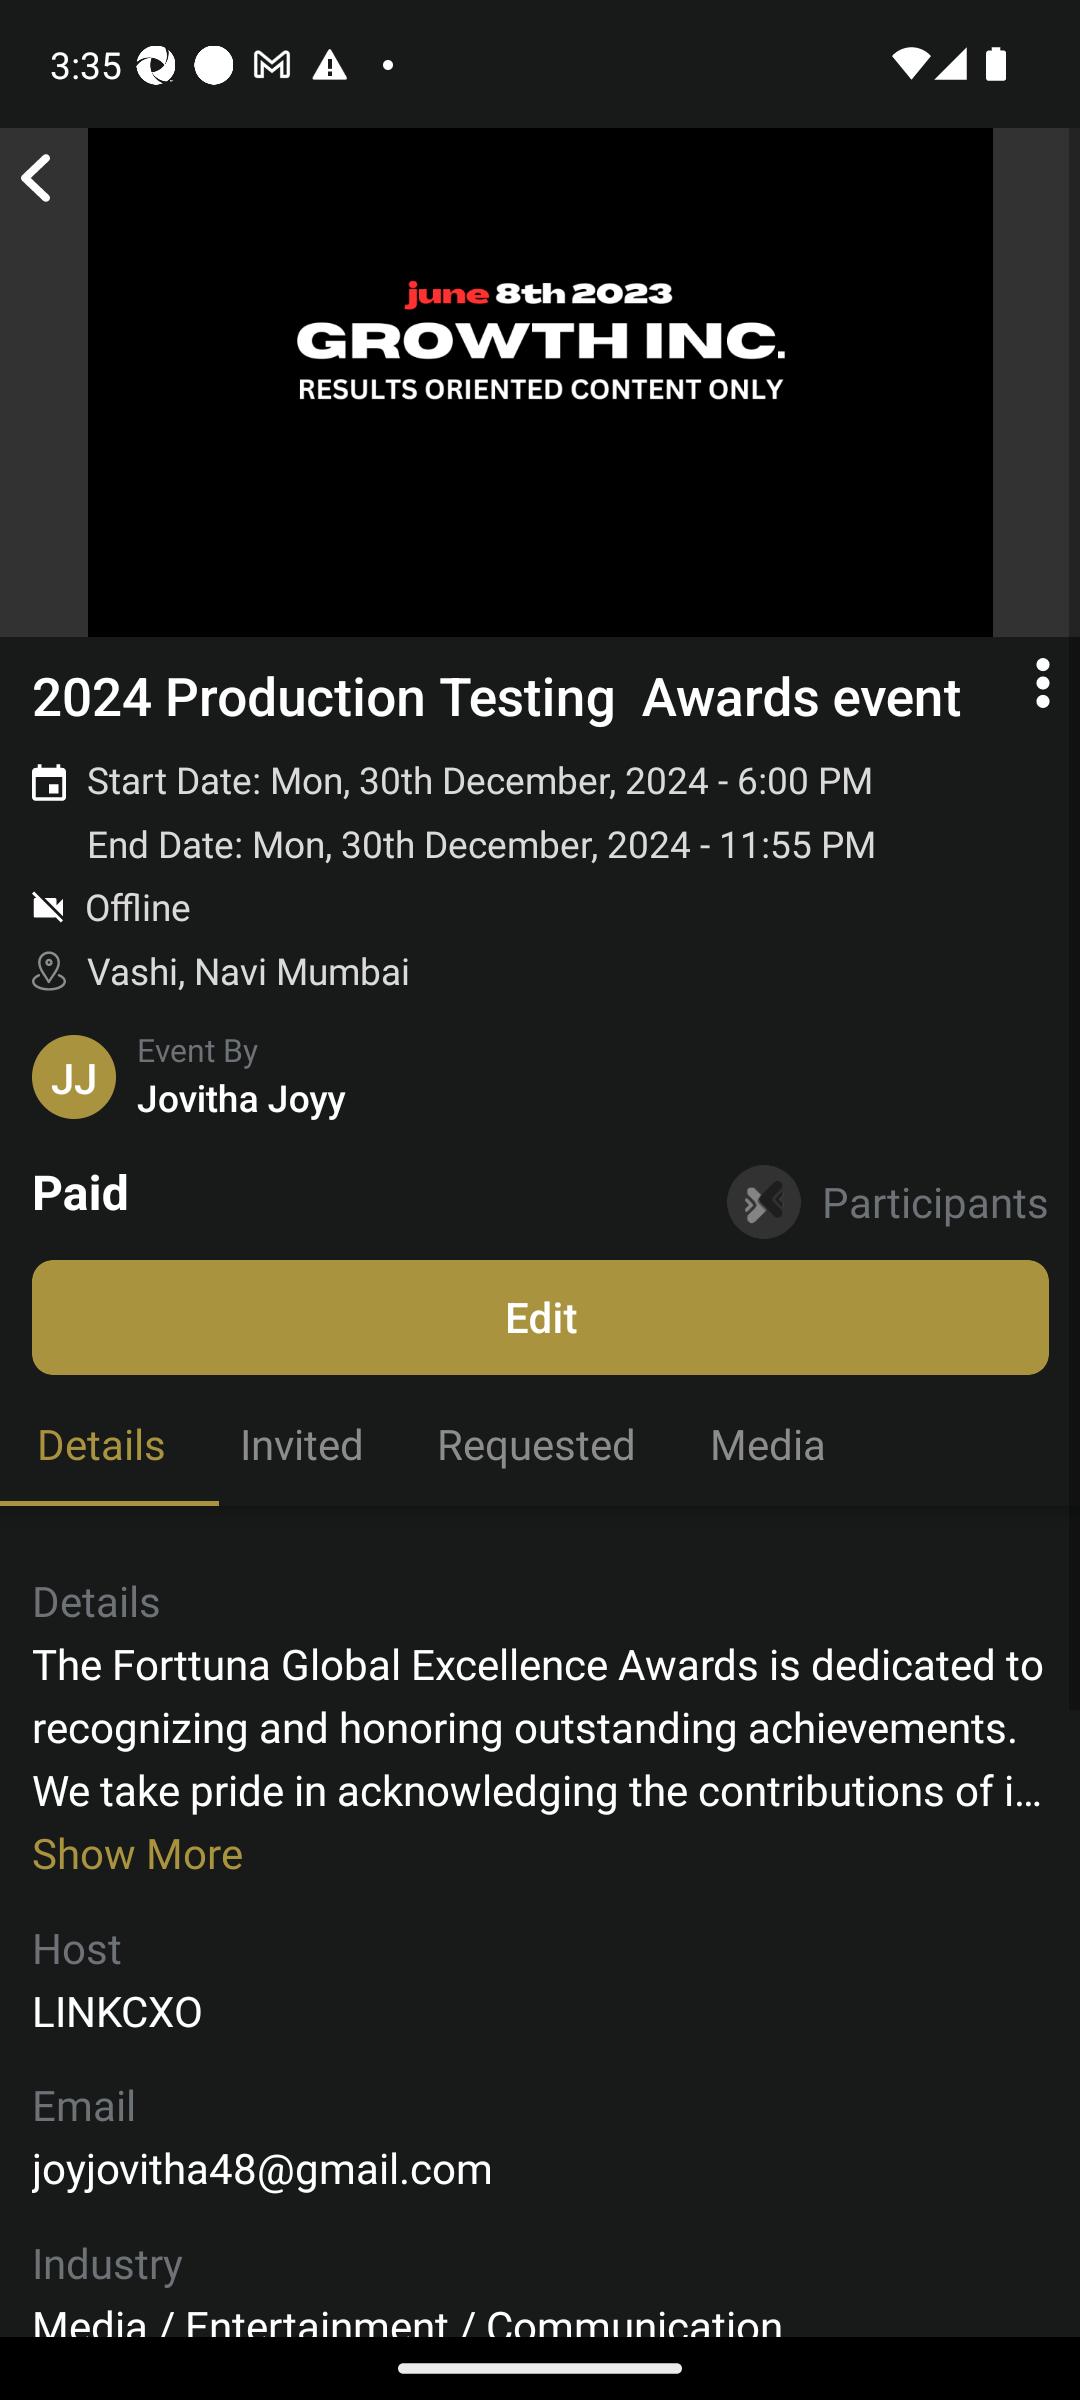 3:35
june 8th 2023
GROWTH INC.
RESULTS ORIENTED CONTENT ONLY
2024 Production Testing  Awards event
Start Date: Mon, 30th December, 2024 - 6:00 PM
End Date: Mon, 30th December, 2024 - 11:55 PM
Offline
Vashi, Navi Mumbai
JJ
Event By
Jovitha Joyy
Paid
Participants
Edit
Details
Invited
Requested
Media
Details
The Forttuna Global Excellence Awards is dedicated to
recognizing and honoring outstanding achievements.
We take pride in acknowledging the contributions of i...
Show More
Host
LINKCXO
Email
joyjovitha48@gmail.com
Industry
Media / Entertainment / Communication